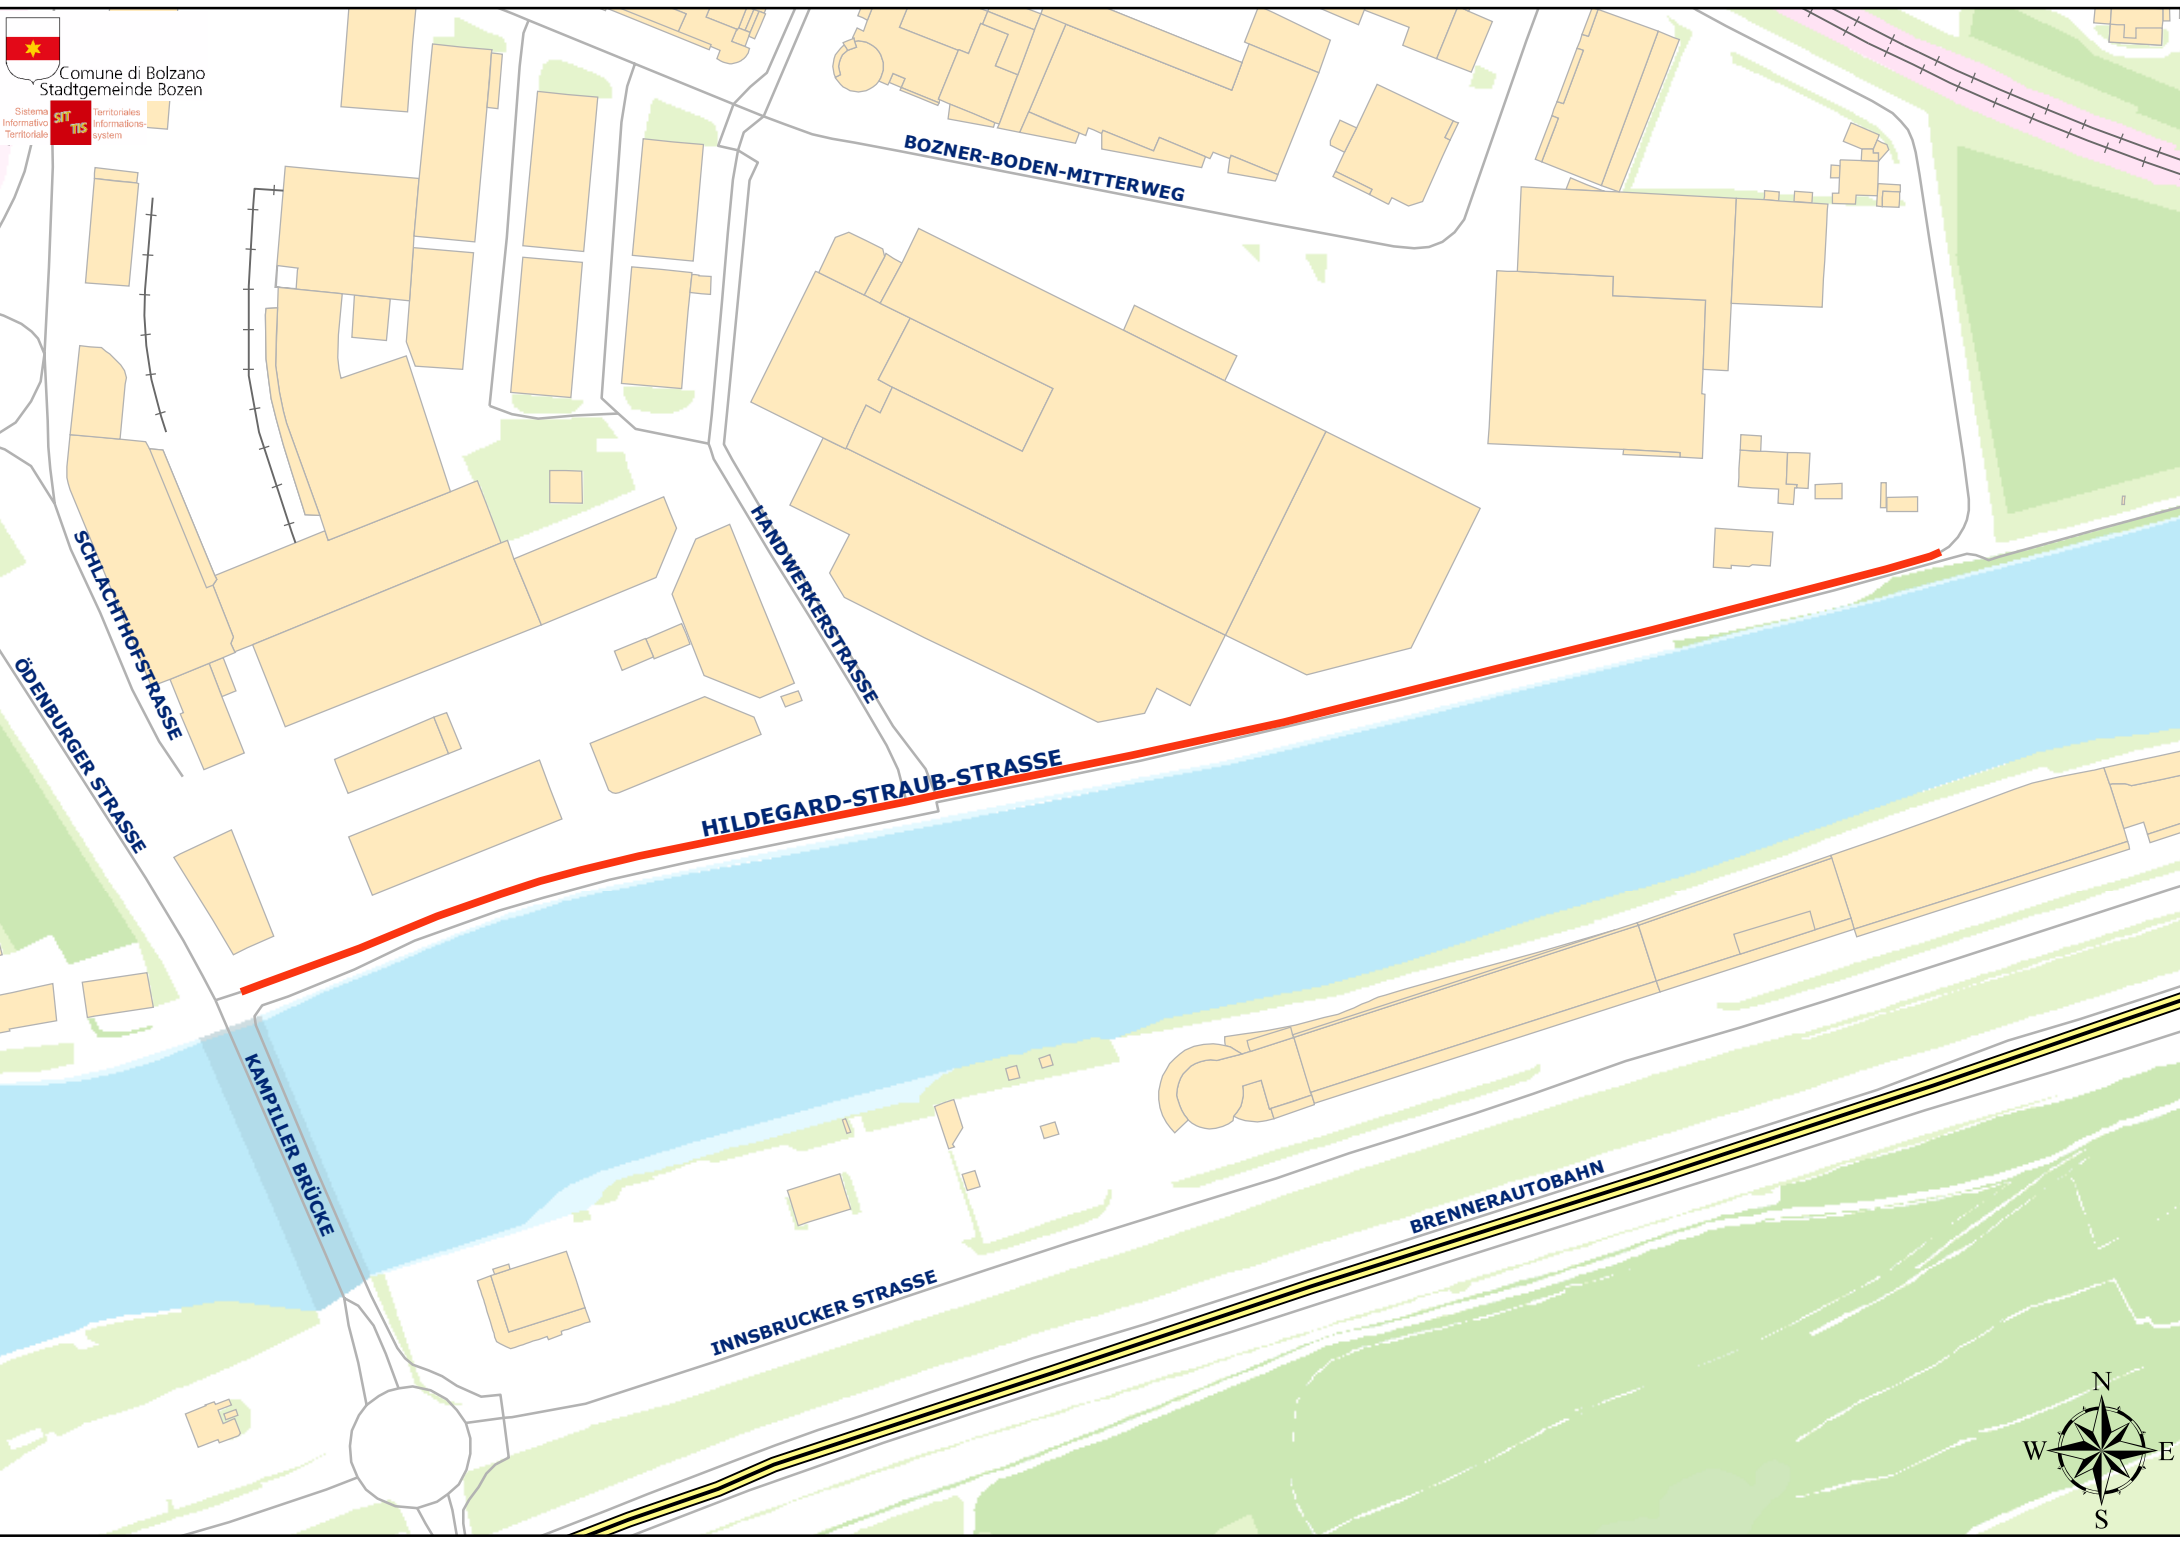 Comune di Bolzano
Stadtgemeinde Bozen
Sistema
Informativo
Territoriale
SIT
TIS
Territoriales
Informations-
system
BOZNER-BODEN-MITTERWEG
HANDWERKERSTRASSE
SCHLACHTHOFSTRASSE
ÖDENBURGER STRASSE
HILDEGARD-STRAUB-STRASSE
KAMPILLER BRÜCKE
BRENNERAUTOBAHN
INNSBRUCKER STRASSE
N
W
E
S